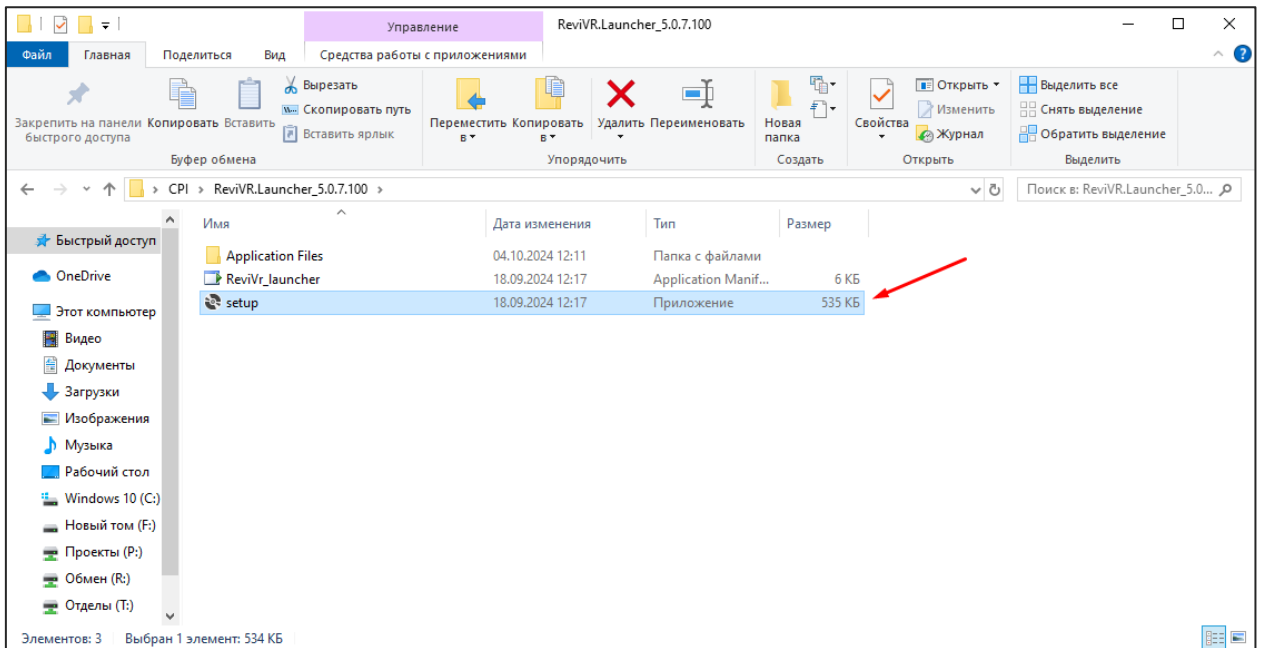 Управление
ReviVR.Launcher_5.0.7.100
Файл Главная Поделиться Вид Средства работы с приложениями
Закрепить на панели быстрого доступа
Копировать
Вставить
Вырезать
Скопировать путь
Вставить ярлык
Буфер обмена
Переместить в
Копировать в
Удалить
Переименовать
Упорядочить
Новая папка
Создать
Свойства
Открыть
Изменить
Журнал
Открыть
Выделить все
Снять выделение
Обратить выделение
Выделить
CPI > ReviVR.Launcher_5.0.7.100 >
Поиск в: ReviVR.Launcher_5.0...
Имя Дата изменения Тип Размер
Application Files 04.10.2024 12:11 Папка с файлами
ReviVr_launcher 18.09.2024 12:17 Application Manif... 6 КБ
setup 18.09.2024 12:17 Приложение 535 КБ
Быстрый доступ
OneDrive
Этот компьютер
Видео
Документы
Загрузки
Изображения
Музыка
Рабочий стол
Windows 10 (C:)
Новый том (F:)
Проекты (P:)
Обмен (R:)
Отделы (T:)
Элементов: 3 Выбран 1 элемент: 534 КБ